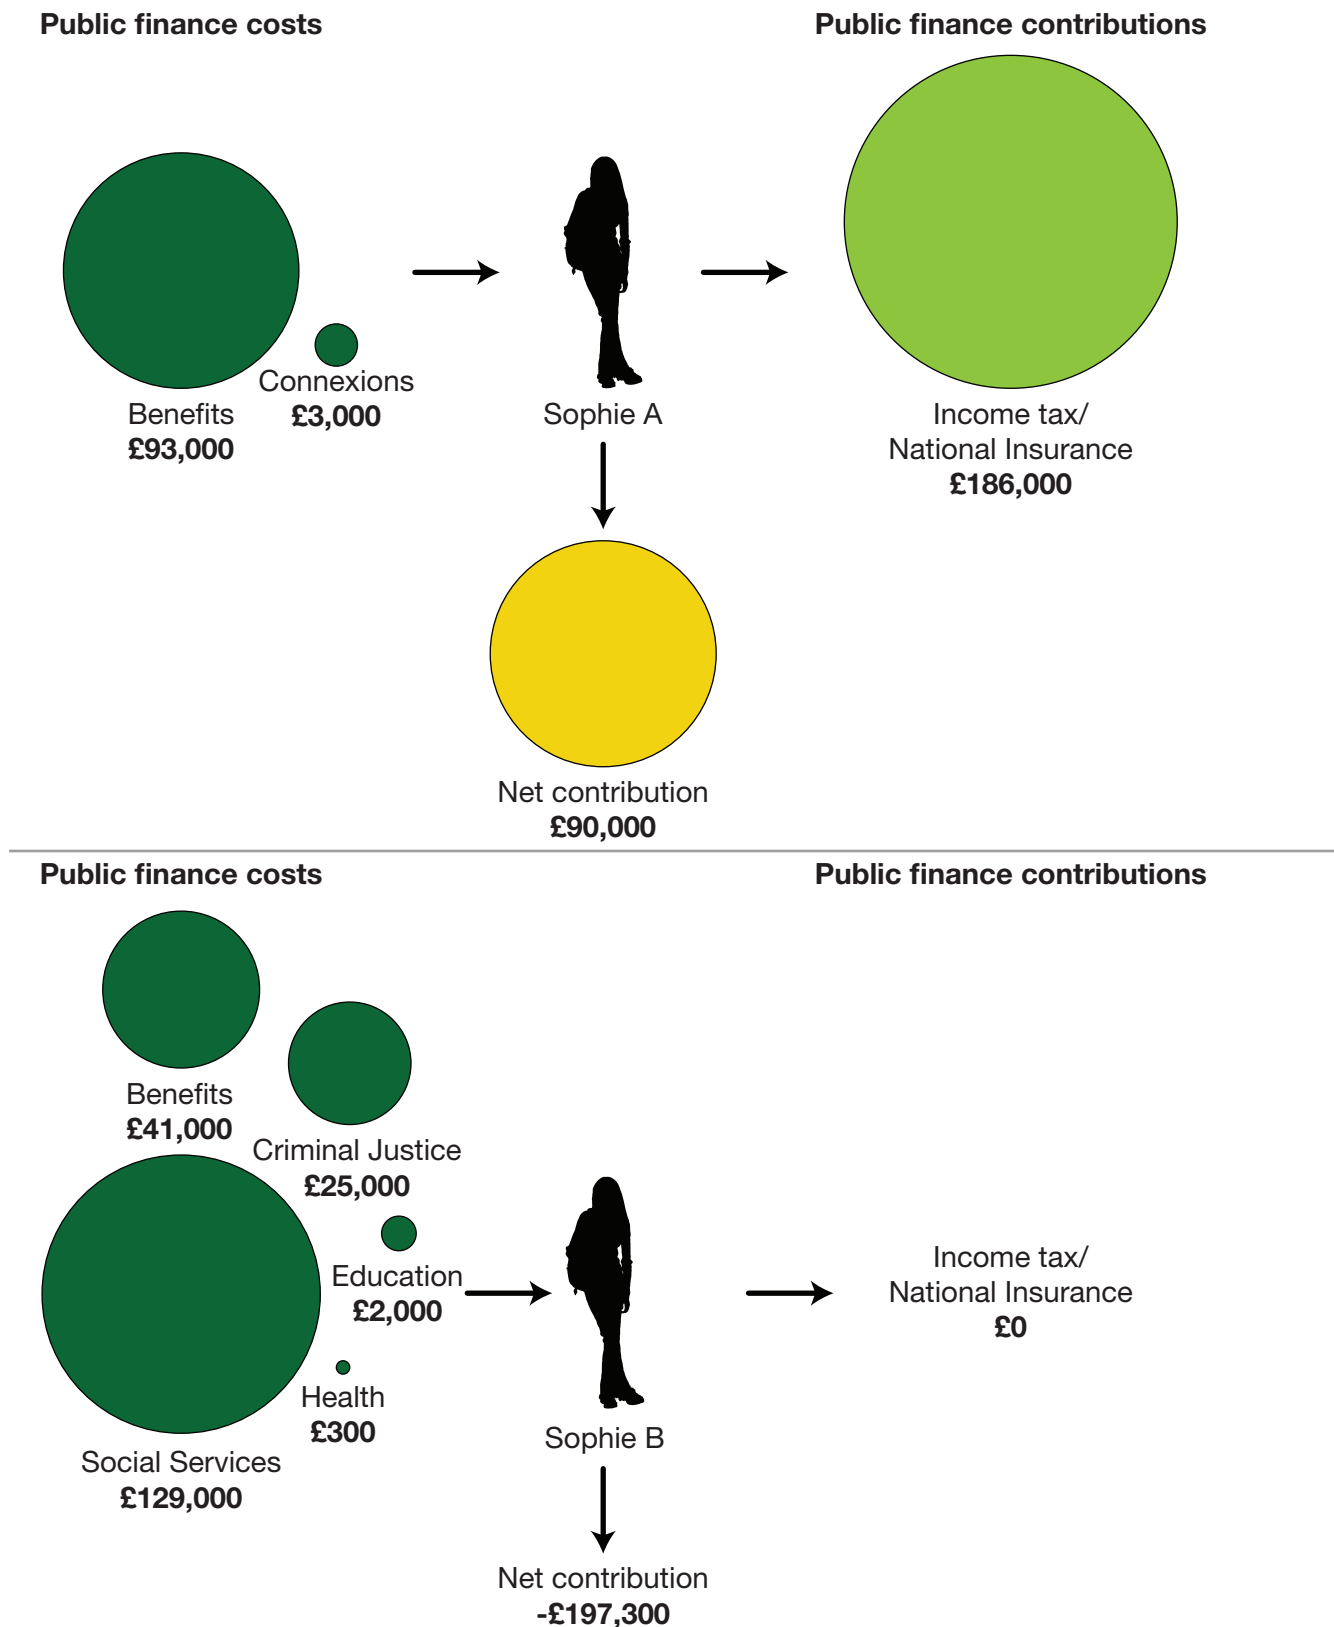 Public finance costs
Public finance contributions
Connexions
£3,000
Benefits
£93,000
Sophie A
Income tax/
National Insurance
£186,000
Net contribution
£90,000
Public finance costs
Public finance contributions
Benefits
£41,000
Criminal Justice
£25,000
Education
£2,000
Health
£300
Social Services
£129,000
Sophie B
Income tax/
National Insurance
£0
Net contribution
-£197,300